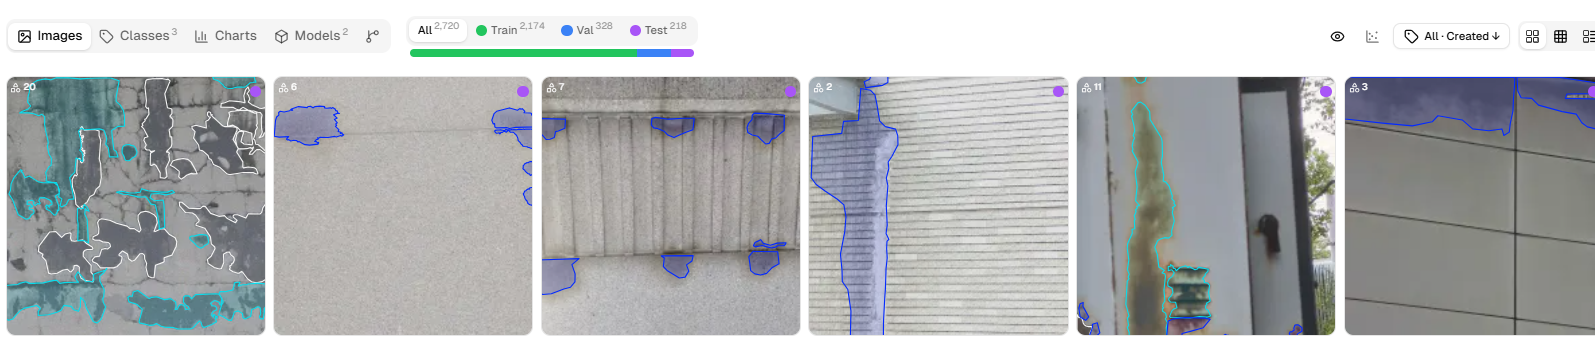 Images Classes 3 Charts Models 2
All 2,720 Train 2,174 Val 328 Test 218
All · Created ↓
20
6
7
2
11
3